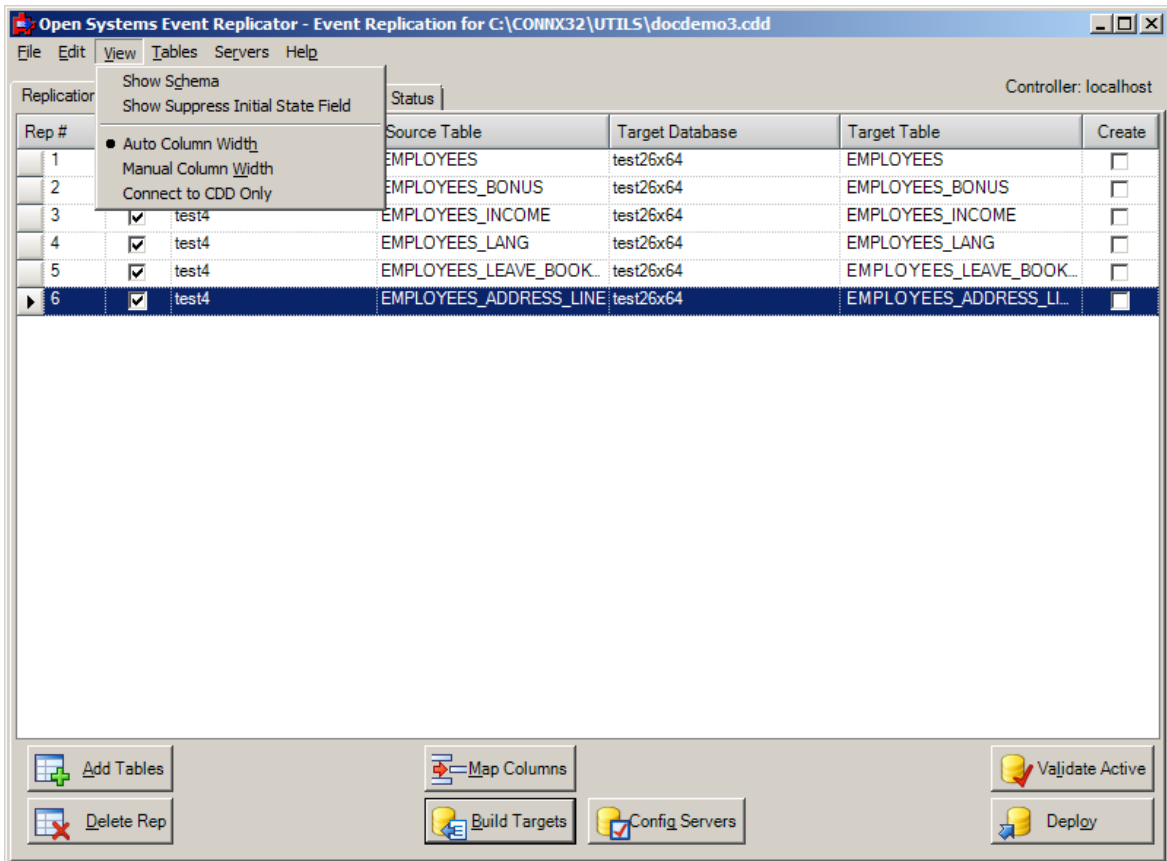 Open Systems Event Replicator - Event Replication for C:\CONNX32\UTILS\docdemo3.cdd
File Edit View Tables Servers Help
Show Schema
Show Suppress Initial State Field
Auto Column Width
Manual Column Width
Connect to CDD Only
Replication Status Controller: localhost
Rep # Source Table Target Database Target Table Create
1 EMPLOYEES test26x64 EMPLOYEES
2 EMPLOYEES_BONUS test26x64 EMPLOYEES_BONUS
3 test4 EMPLOYEES_INCOME test26x64 EMPLOYEES_INCOME
4 test4 EMPLOYEES_LANG test26x64 EMPLOYEES_LANG
5 test4 EMPLOYEES_LEAVE_BOOK... test26x64 EMPLOYEES_LEAVE_BOOK...
6 test4 EMPLOYEES_ADDRESS_LINE test26x64 EMPLOYEES_ADDRESS_LI...
Add Tables Map Columns Validate Active
Delete Rep Build Targets Config Servers Deploy